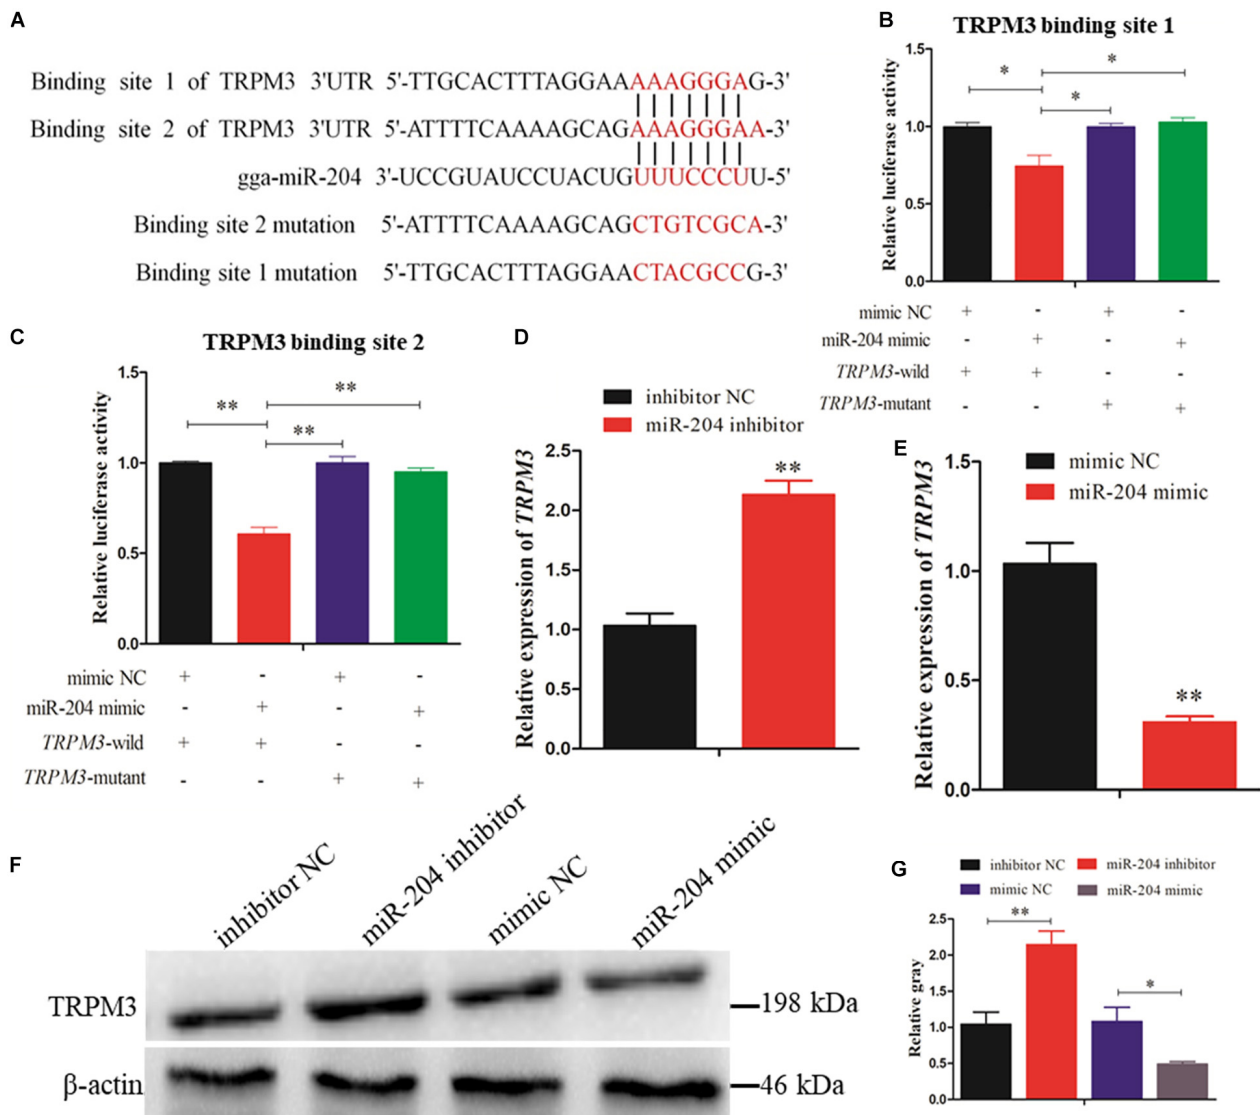 A
Binding site 1 of TRPM3 3'UTR 5'-TTGCACTTTAGGAAAAAGGGAG-3'
Binding site 2 of TRPM3 3'UTR 5'-ATTTTCAAAAGCAGAAAGGGAA-3'
gga-miR-204 3'-UCCGUAUCCUACUGUUUCCCUU-5'
Binding site 2 mutation 5'-ATTTTCAAAAGCAGCTGTCGCA-3'
Binding site 1 mutation 5'-TTGCACTTTAGGAACTACGCCG-3'
B
TRPM3 binding site 1
Relative luciferase activity
1.5
1.0
0.5
0.0
* * *
mimic NC + - + -
miR-204 mimic - + - +
TRPM3-wild + + - -
TRPM3-mutant - - + +
C
TRPM3 binding site 2
Relative luciferase activity
1.5
1.0
0.5
0.0
** ** **
mimic NC + - + -
miR-204 mimic - + - +
TRPM3-wild + + - -
TRPM3-mutant - - + +
D
inhibitor NC
miR-204 inhibitor
Relative expression of TRPM3
2.5
2.0
1.5
1.0
0.5
0.0
**
E
mimic NC
miR-204 mimic
Relative expression of TRPM3
1.5
1.0
0.5
0.0
**
F
inhibitor NC
miR-204 inhibitor
mimic NC
miR-204 mimic
TRPM3
198 kDa
β-actin
46 kDa
G
inhibitor NC
miR-204 inhibitor
mimic NC
miR-204 mimic
Relative gray
2.5
2.0
1.5
1.0
0.5
0.0
**
*